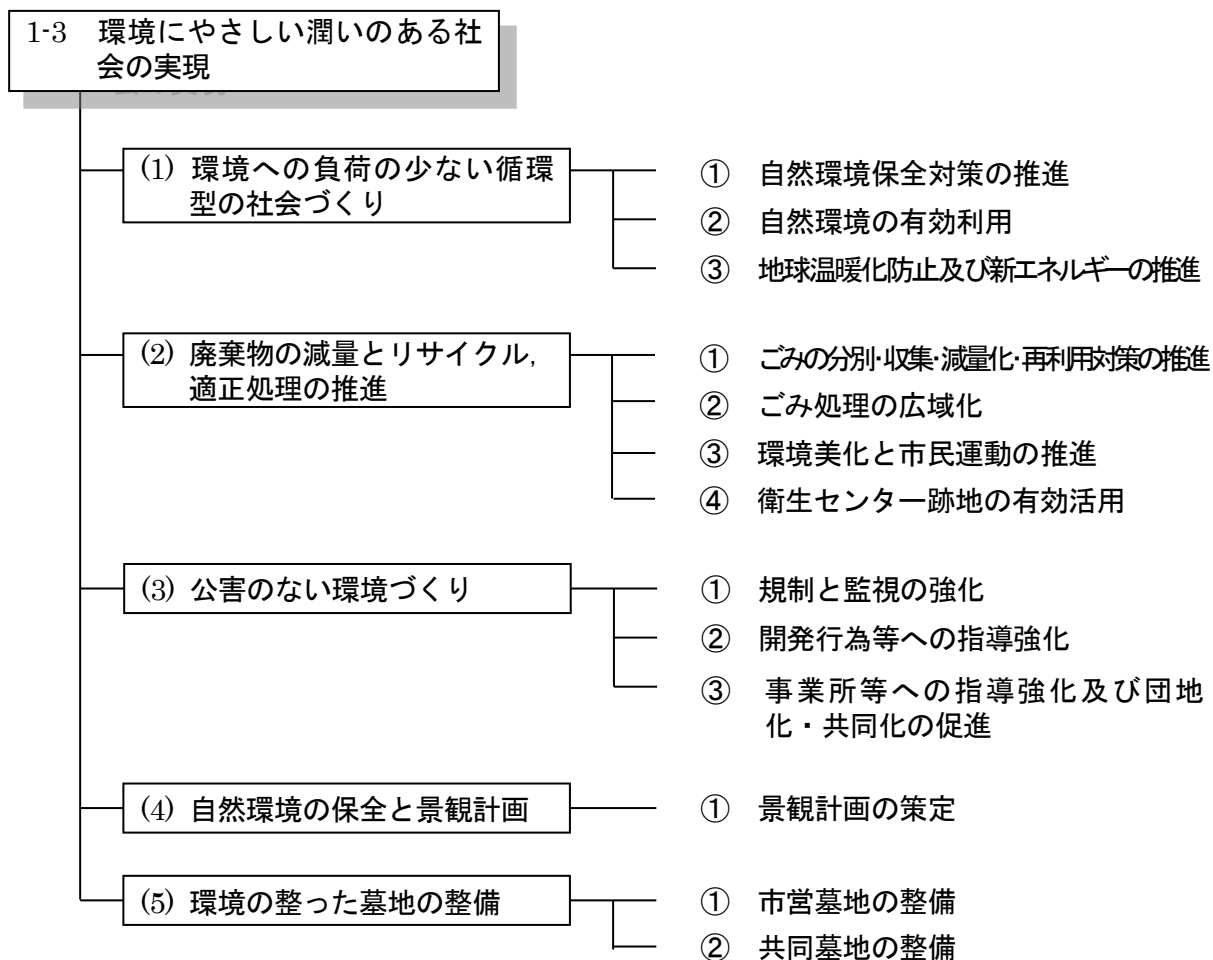 1-3 環境にやさしい潤いのある社
会の実現
(1) 環境への負荷の少ない循環
型の社会づくり
① 自然環境保全対策の推進
② 自然環境の有効利用
③ 地球温暖化防止及び新エネルギーの推進
(2) 廃棄物の減量とリサイクル,
適正処理の推進
① ごみの分別・収集・減量化・再利用対策の推進
② ごみ処理の広域化
③ 環境美化と市民運動の推進
④ 衛生センター跡地の有効活用
(3) 公害のない環境づくり
① 規制と監視の強化
② 開発行為等への指導強化
③ 事業所等への指導強化及び団地
化・共同化の促進
(4) 自然環境の保全と景観計画
① 景観計画の策定
(5) 環境の整った墓地の整備
① 市営墓地の整備
② 共同墓地の整備